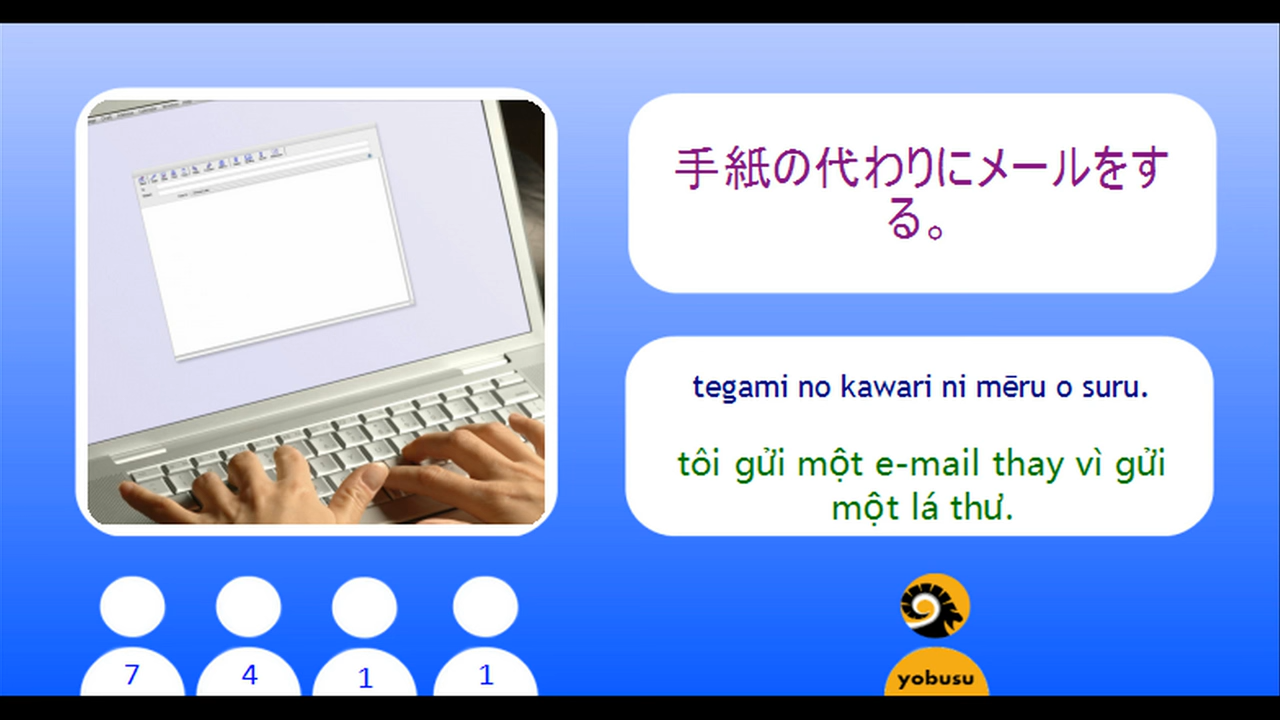 手紙の代わりにメールをす
る。
tegami no kawari ni mēru o suru.
tôi gửi một e-mail thay vì gửi
một lá thư.
7 4 1 1
yobusu